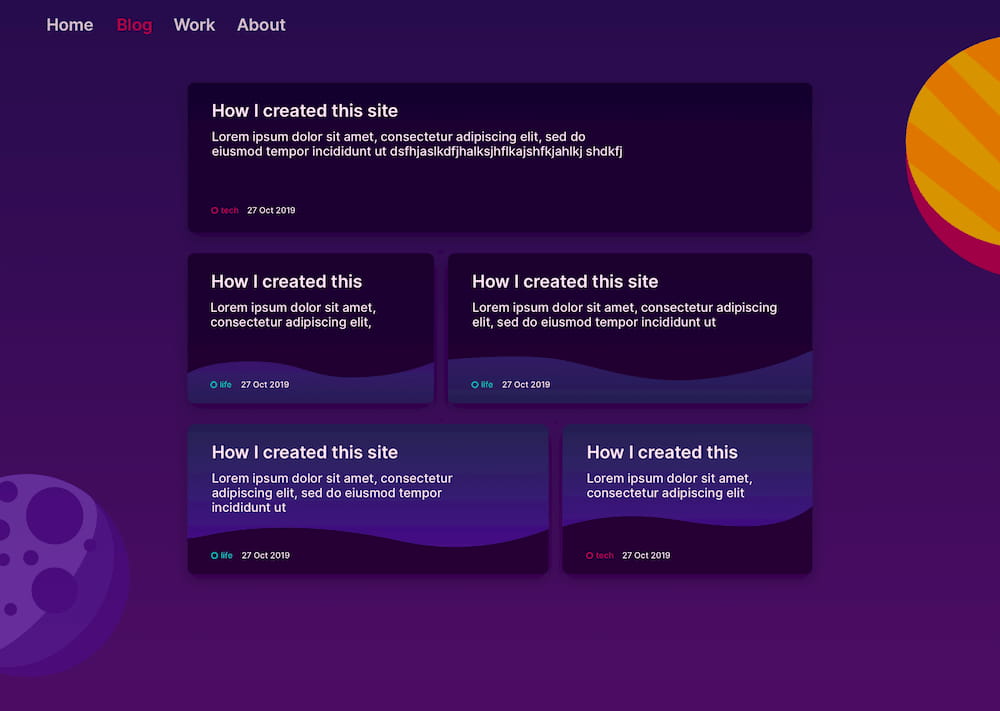 Home Blog Work About
How I created this site
Lorem ipsum dolor sit amet, consectetur adipiscing elit, sed do
eiusmod tempor incididunt ut dsfhjaslkdfjhalksjhflkajshfkjahlkj shdkfj
tech 27 Oct 2019
How I created this
Lorem ipsum dolor sit amet,
consectetur adipiscing elit,
life 27 Oct 2019
How I created this site
Lorem ipsum dolor sit amet, consectetur adipiscing
elit, sed do eiusmod tempor incididunt ut
life 27 Oct 2019
How I created this site
Lorem ipsum dolor sit amet, consectetur
adipiscing elit, sed do eiusmod tempor
incididunt ut
life 27 Oct 2019
How I created this
Lorem ipsum dolor sit amet,
consectetur adipiscing elit
tech 27 Oct 2019